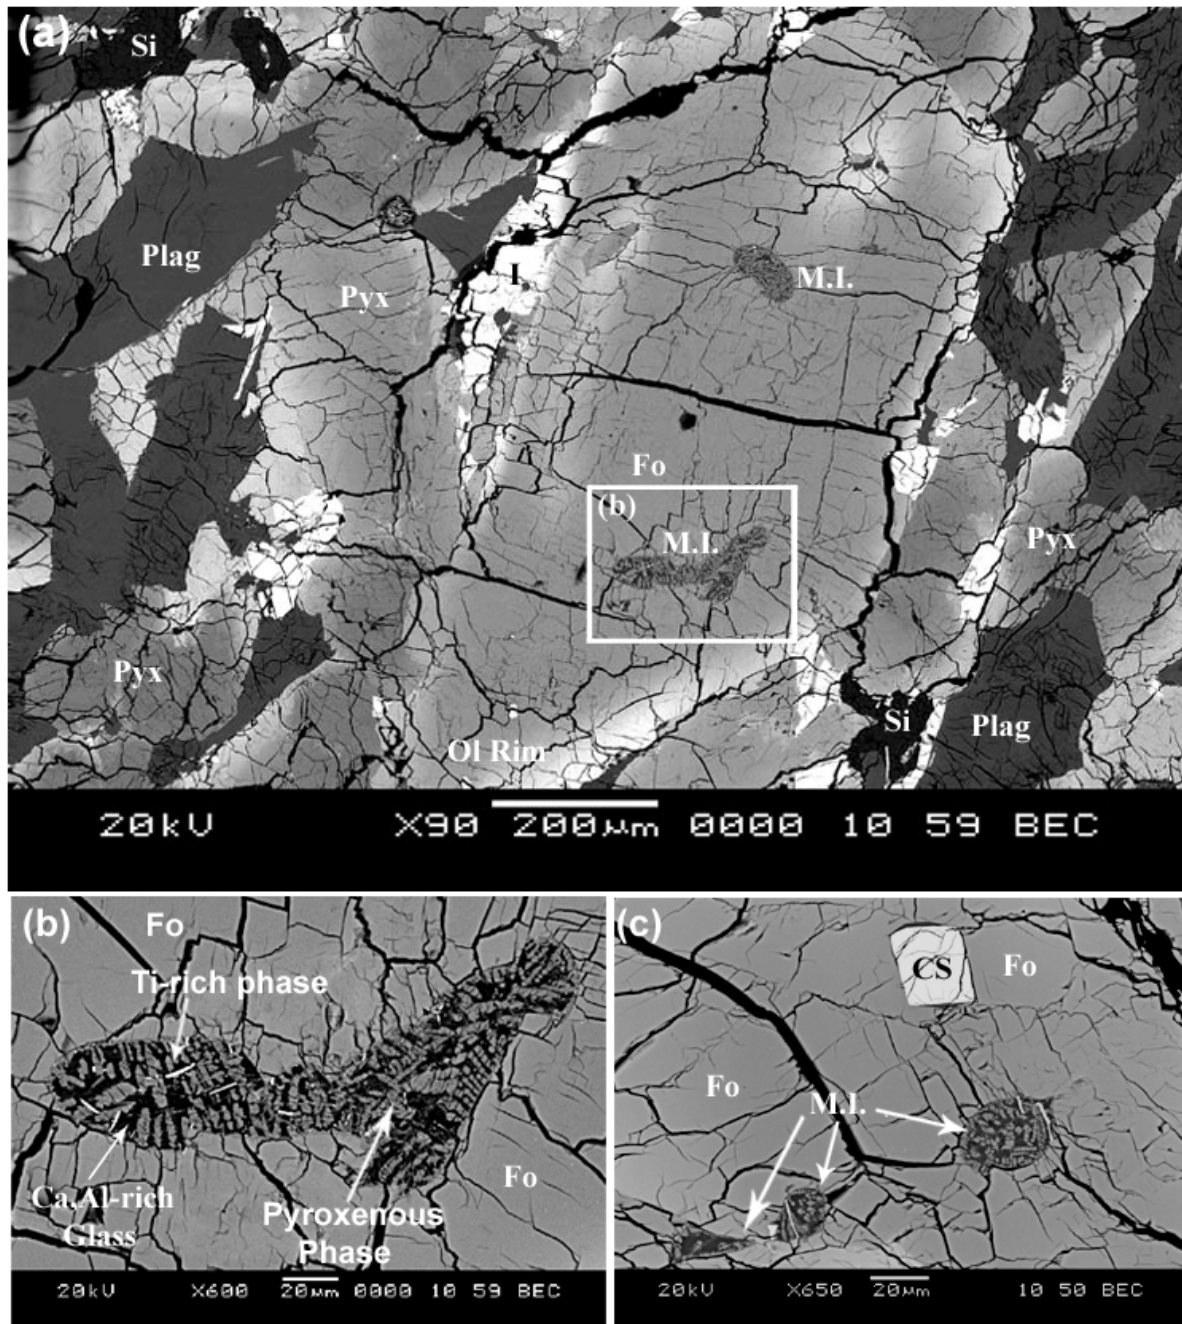 (a)
Si
Plag
Pyx
I
M.I.
Fo
(b)
M.I.
Pyx
Pyx
Si
Plag
Ol Rim
20kV X90 200μm 0000 10 59 BEC
(b)
Fo
Ti-rich phase
Ca,Al-rich
Glass
Pyroxenous
Phase
Fo
20kV X600 20μm 0000 10 59 BEC
(c)
CS
Fo
Fo
M.I.
20kV X650 20μm 10 50 BEC